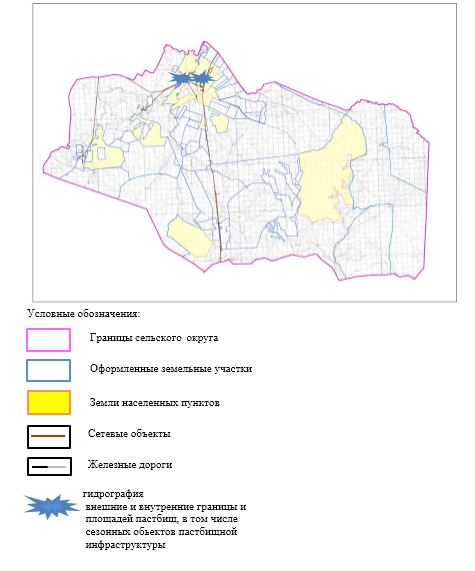 Условные обозначения:
Границы сельского округа
Оформленные земельные участки
Земли населенных пунктов
Сетевые объекты
Железные дороги
гидрография
внешние и внутренние границы и
площадей пастбищ, в том числе
сезонных обьектов пастбищной
инфраструктуры